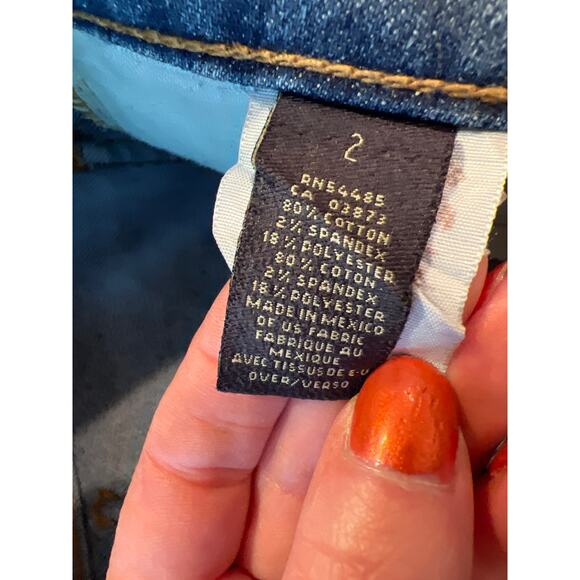 2
RN54485
CA 03873
80% COTTON
2% SPANDEX
18% POLYESTER
80% COTON
2% SPANDEX
18% POLYESTER
MADE IN MEXICO
OF US FABRIC
FABRIQUE AU
MEXIQUE
AVEC TISSUS DE E-U
OVER/VERSO